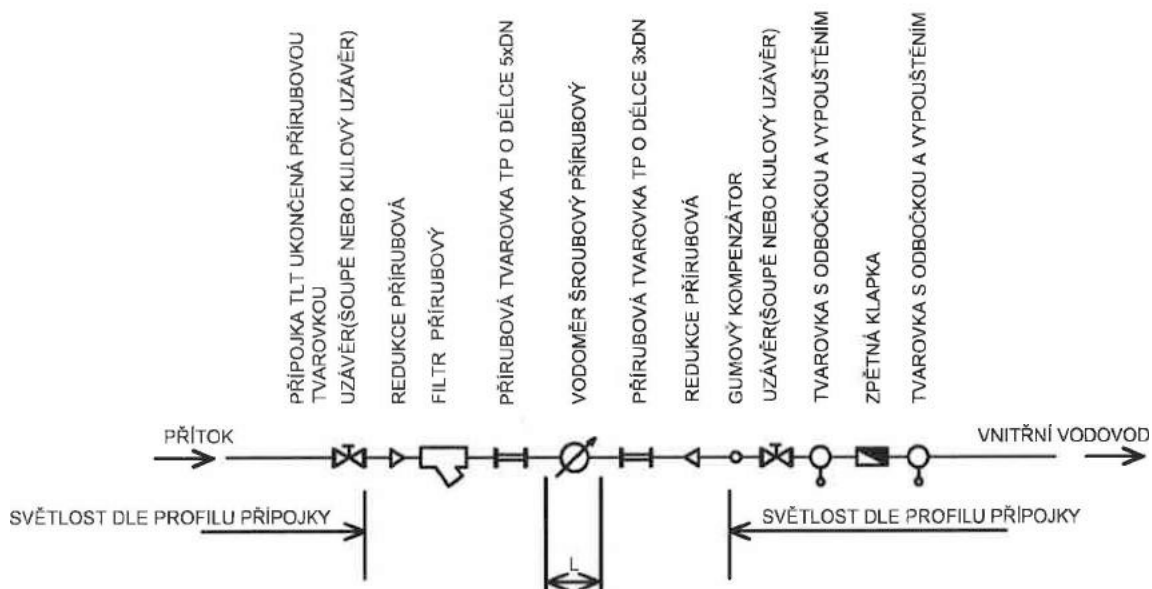 PŘÍPOJKA TLT UKONČENÁ PŘÍRUBOVOU
TVAROVKOU
UZÁVĚR(ŠOUPĚ NEBO KULOVÝ UZÁVĚR)
REDUKCE PŘÍRUBOVÁ
FILTR PŘÍRUBOVÝ
PŘÍRUBOVÁ TVAROVKA TP O DÉLCE 5xDN
VODOMĚR ŠROUBOVÝ PŘÍRUBOVÝ
PŘÍRUBOVÁ TVAROVKA TP O DÉLCE 3xDN
REDUKCE PŘÍRUBOVÁ
GUMOVÝ KOMPENZÁTOR
UZÁVĚR(ŠOUPĚ NEBO KULOVÝ UZÁVĚR)
TVAROVKA S ODBOČKOU A VYPOUŠTĚNÍM
ZPĚTNÁ KLAPKA
TVAROVKA S ODBOČKOU A VYPOUŠTĚNÍM
PŘÍTOK
VNITŘNÍ VODOVOD
SVĚTLOST DLE PROFILU PŘÍPOJKY
L
SVĚTLOST DLE PROFILU PŘÍPOJKY